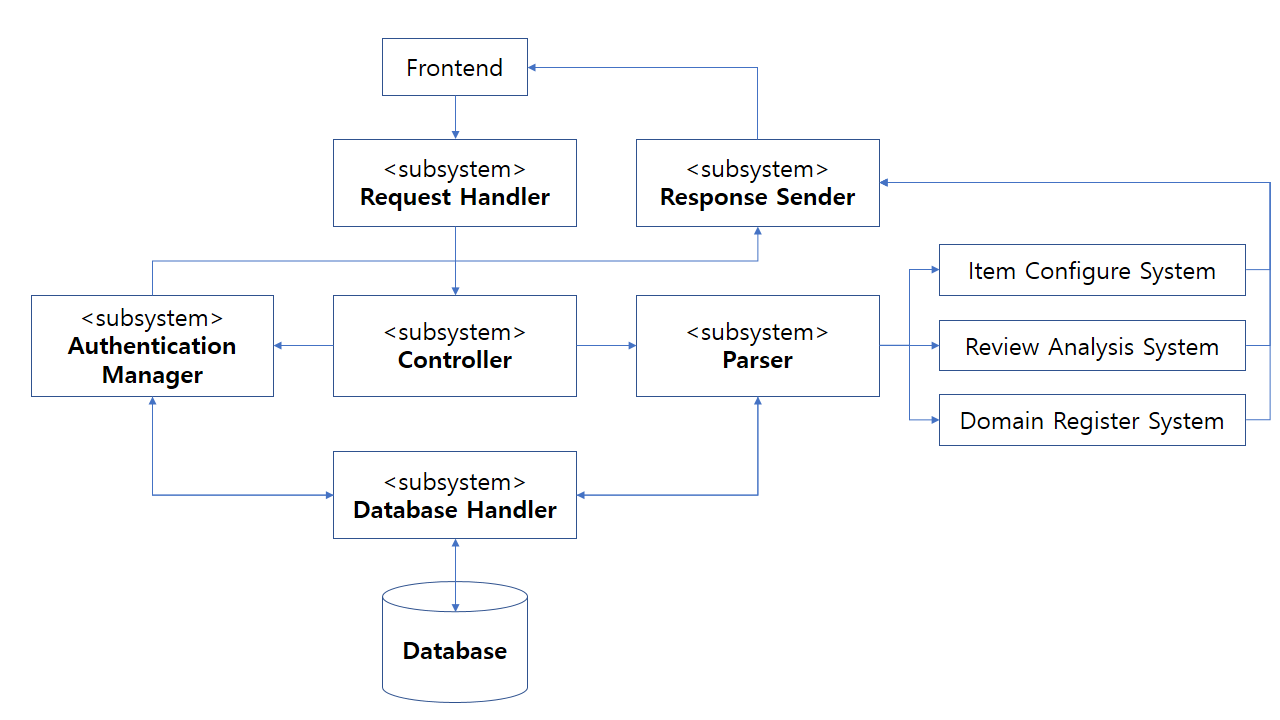 Frontend
<subsystem>
Request Handler
<subsystem>
Response Sender
Item Configure System
<subsystem>
Authentication
Manager
<subsystem>
Controller
<subsystem>
Parser
Review Analysis System
Domain Register System
<subsystem>
Database Handler
Database